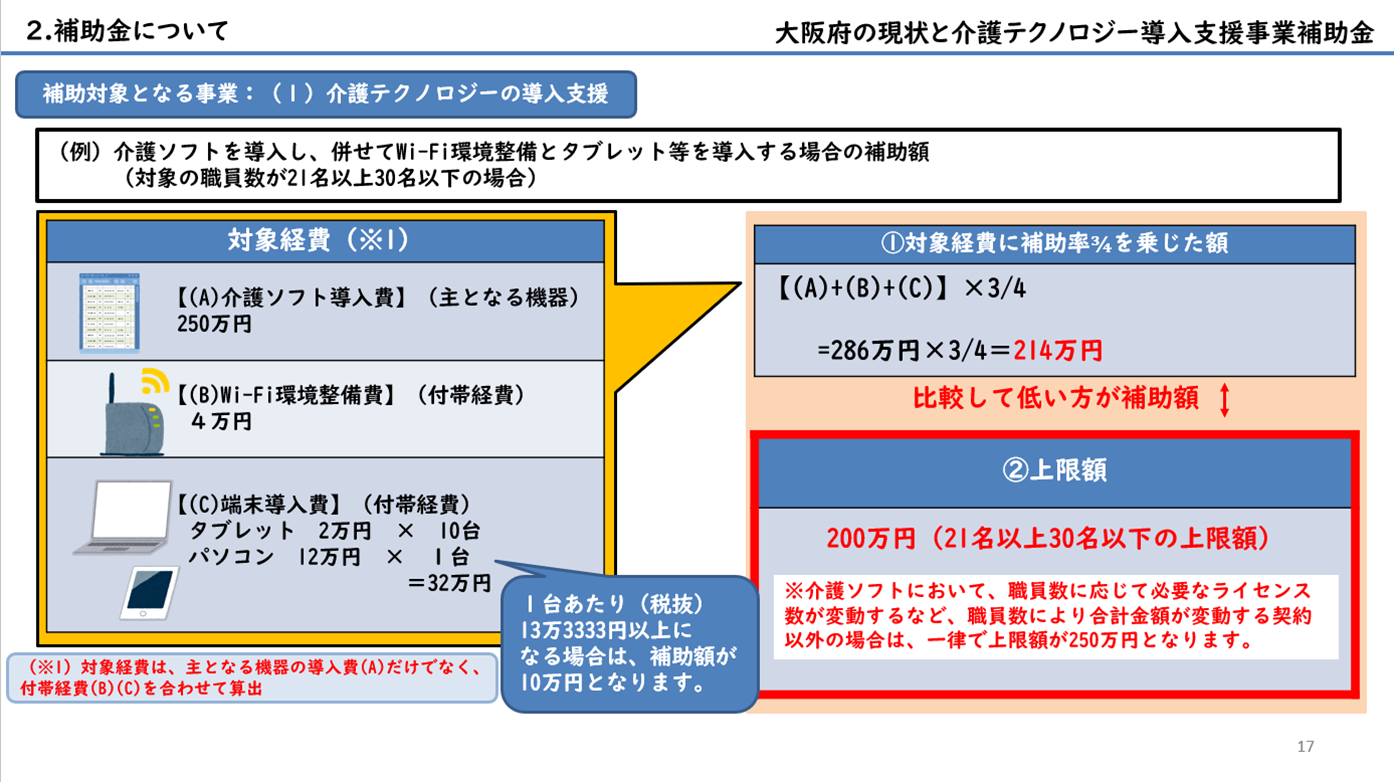 2.補助金について
大阪府の現状と介護テクノロジー導入支援事業補助金
補助対象となる事業：（1）介護テクノロジーの導入支援
（例）介護ソフトを導入し、併せてWi-Fi環境整備とタブレット等を導入する場合の補助額
（対象の職員数が21名以上30名以下の場合）
対象経費（※1）
【(A)介護ソフト導入費】（主となる機器）
250万円
【(B)Wi-Fi環境整備費】（付帯経費）
4万円
【(C)端末導入費】（付帯経費）
タブレット　2万円　×　10台
パソコン　12万円　×　1台
＝32万円
1台あたり（税抜）
13万3333円以上に
なる場合は、補助額が
10万円となります。
（※1）対象経費は、主となる機器の導入費(A)だけでなく、
付帯経費(B)(C)を合わせて算出
①対象経費に補助率¾を乗じた額
【(A)+(B)+(C)】×3/4
=286万円×3/4＝214万円
比較して低い方が補助額
②上限額
200万円（21名以上30名以下の上限額）
※介護ソフトにおいて、職員数に応じて必要なライセンス
数が変動するなど、職員数により合計金額が変動する契約
以外の場合は、一律で上限額が250万円となります。
17